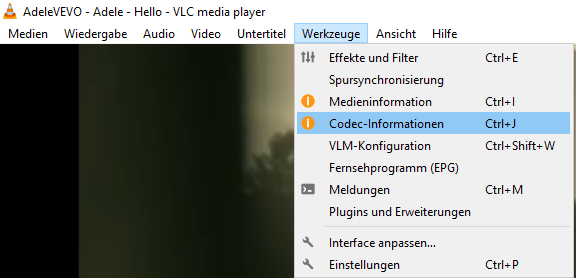 AdeleVEVO - Adele - Hello - VLC media player
Medien Wiedergabe Audio Video Untertitel Werkzeuge Ansicht Hilfe
Effekte und Filter Ctrl+E
Spursynchronisierung
Medieninformation Ctrl+I
Codec-Informationen Ctrl+J
VLM-Konfiguration Ctrl+Shift+W
Fernsehprogramm (EPG)
Meldungen Ctrl+M
Plugins und Erweiterungen
Interface anpassen...
Einstellungen Ctrl+P